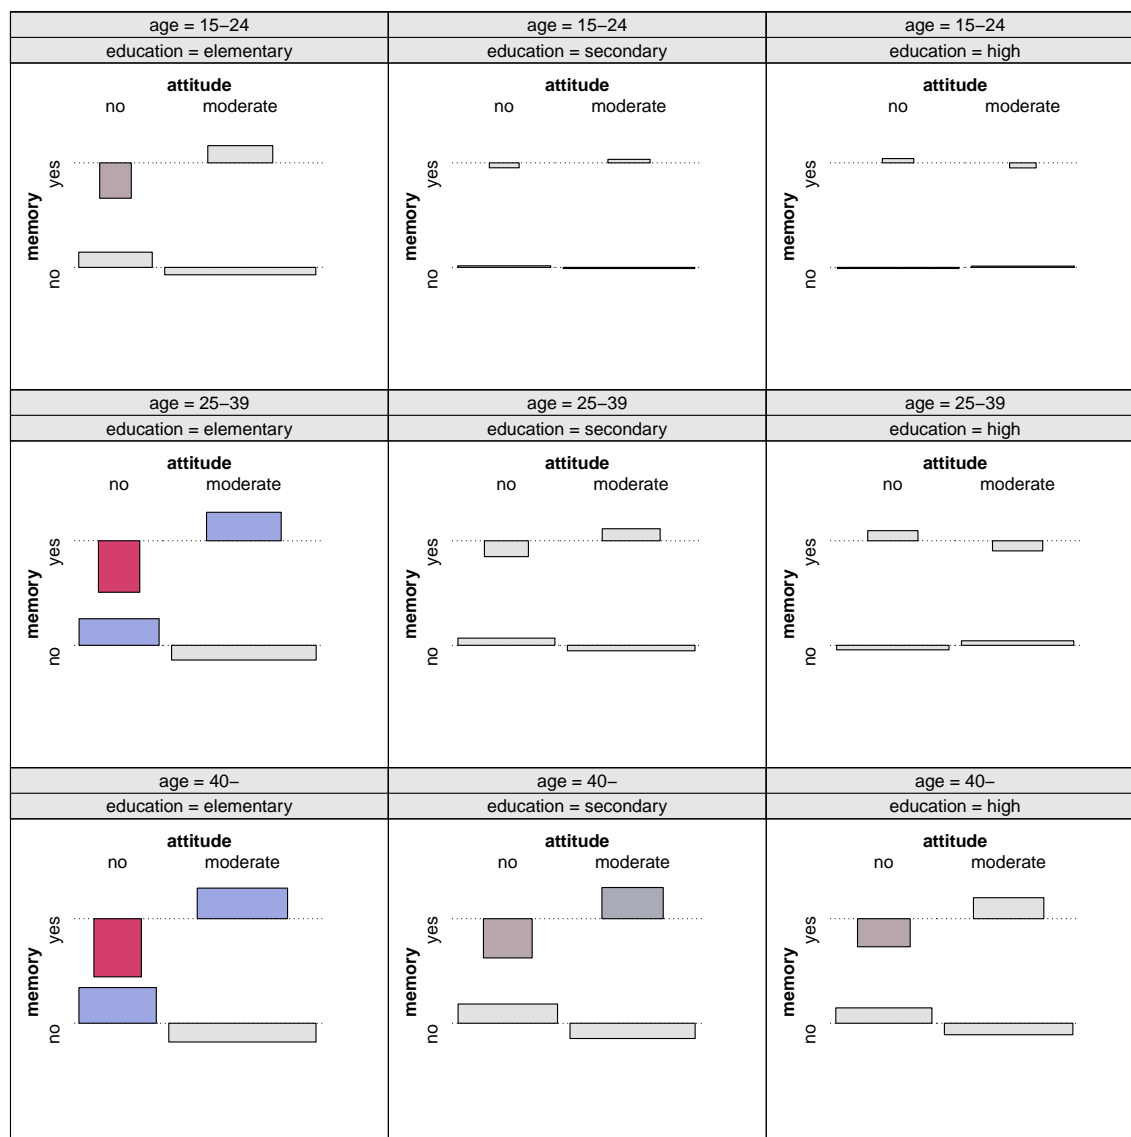 age = 15−24
education = elementary
attitude
no moderate
memory
yes
no
age = 15−24
education = secondary
attitude
no moderate
memory
yes
no
age = 15−24
education = high
attitude
no moderate
memory
yes
no
age = 25−39
education = elementary
attitude
no moderate
memory
yes
no
age = 25−39
education = secondary
attitude
no moderate
memory
yes
no
age = 25−39
education = high
attitude
no moderate
memory
yes
no
age = 40−
education = elementary
attitude
no moderate
memory
yes
no
age = 40−
education = secondary
attitude
no moderate
memory
yes
no
age = 40−
education = high
attitude
no moderate
memory
yes
no